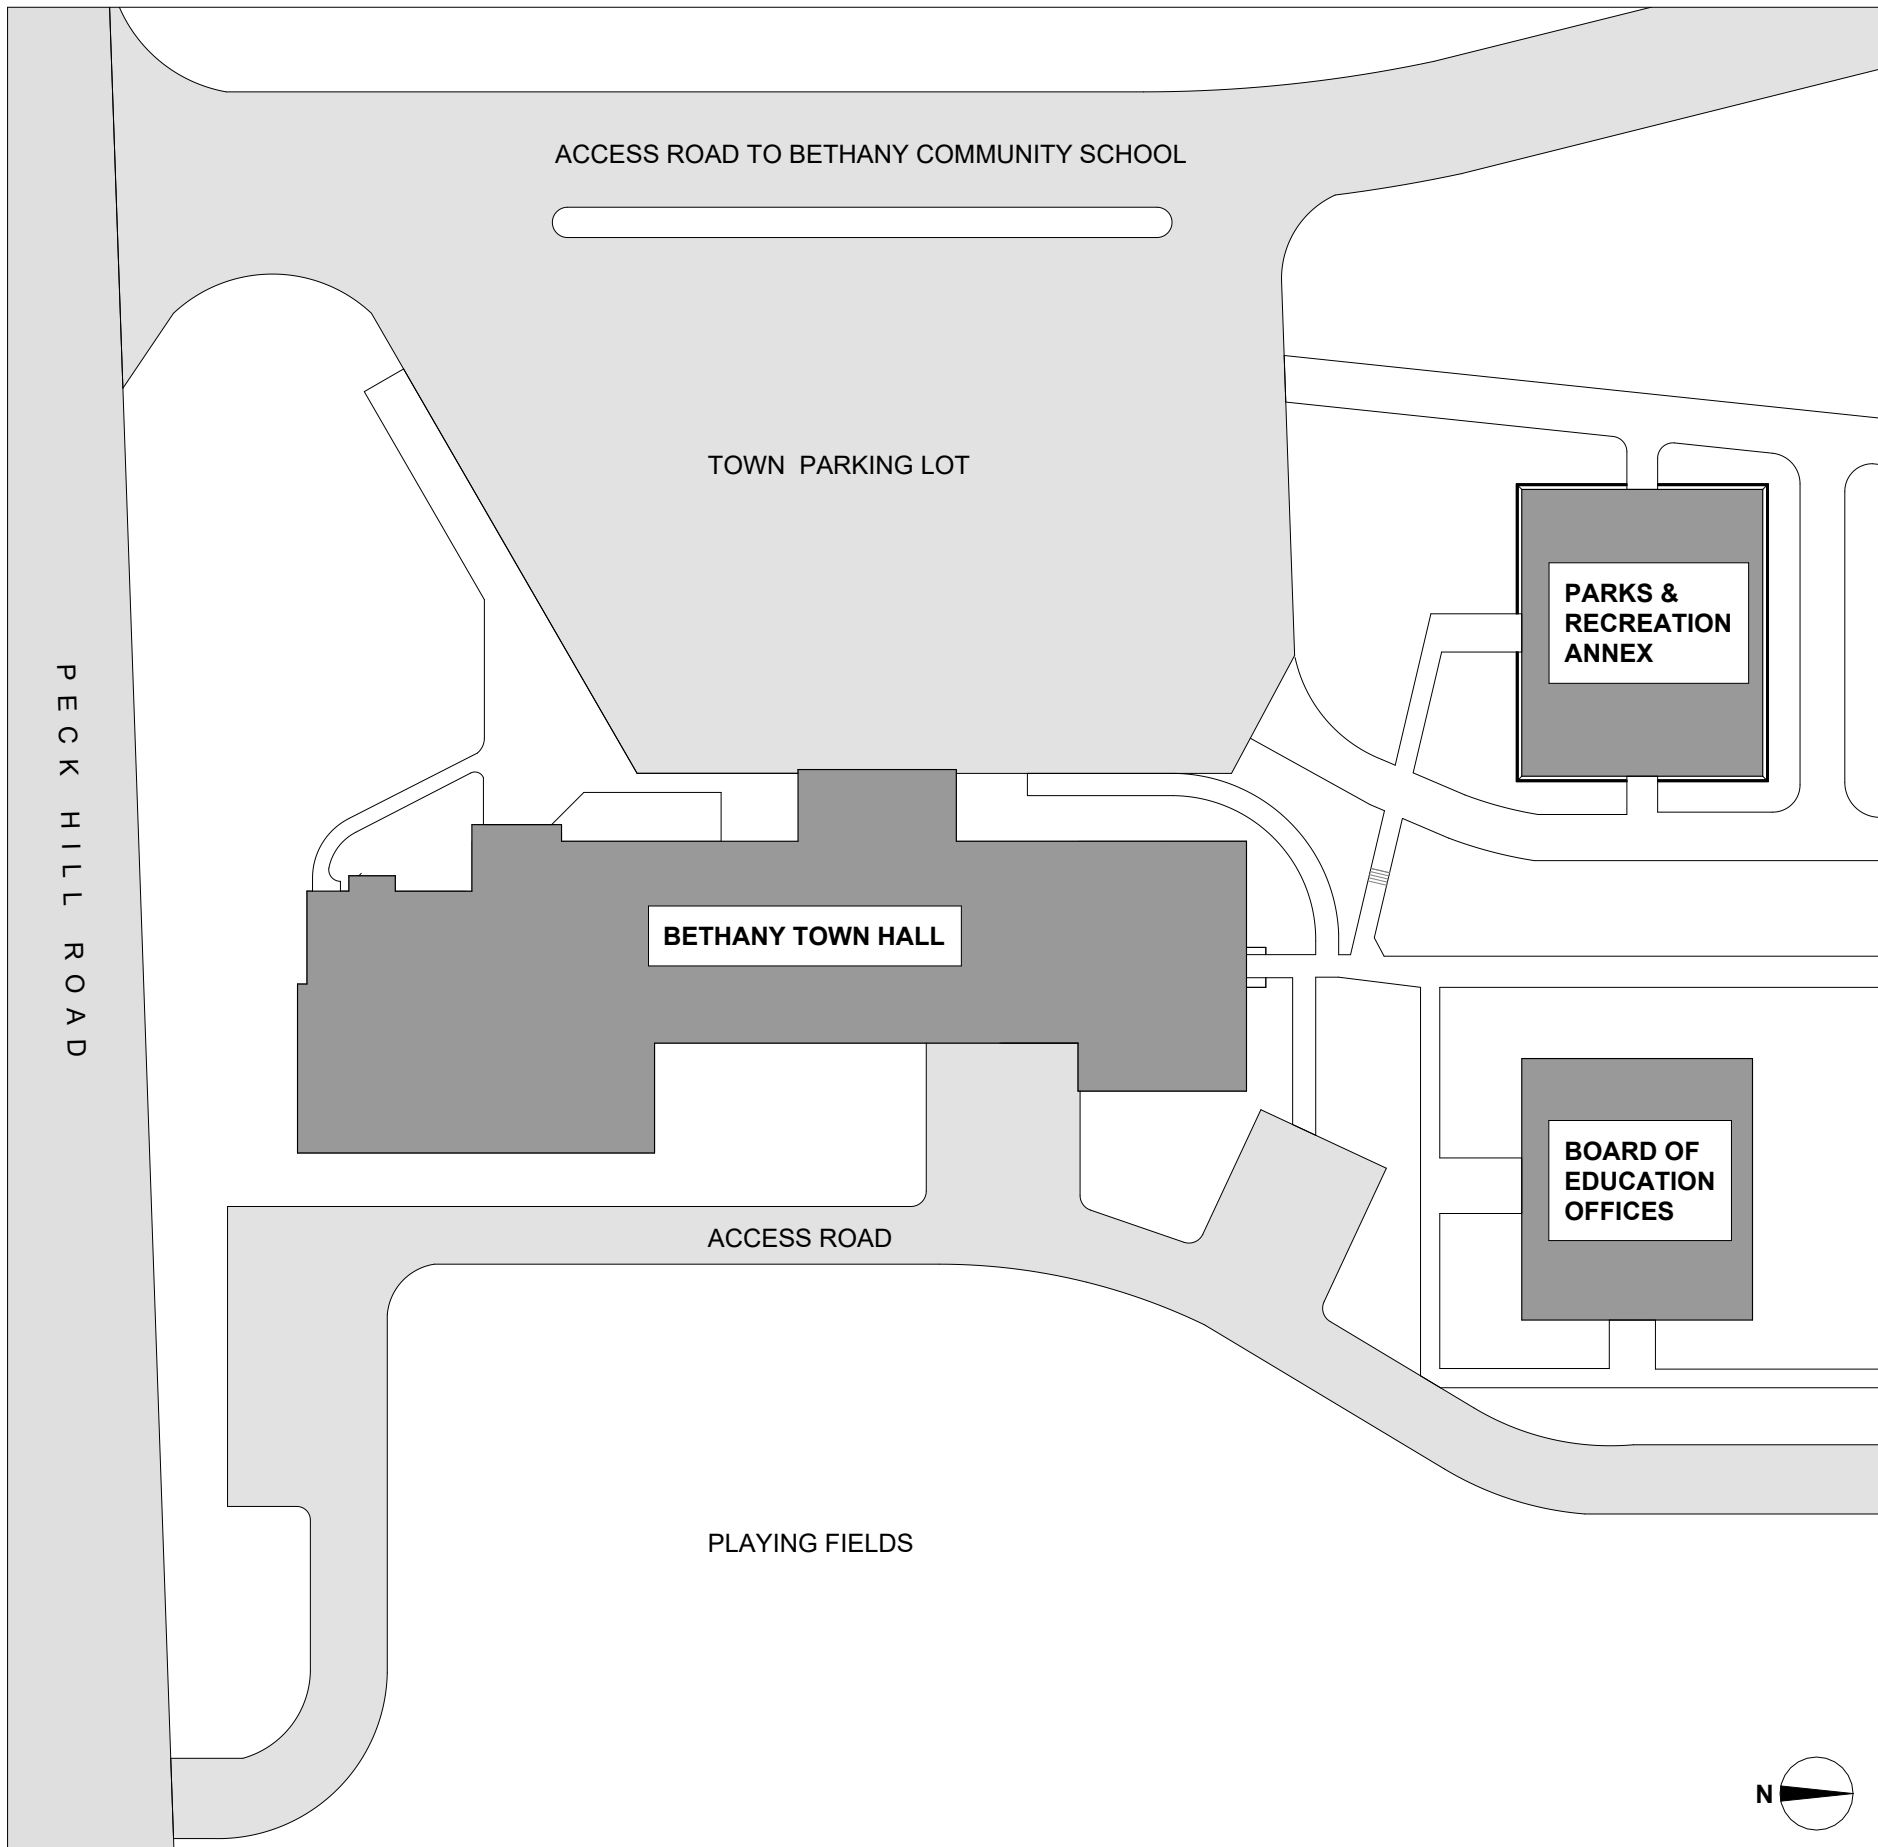 ACCESS ROAD TO BETHANY COMMUNITY SCHOOL
TOWN PARKING LOT
PARKS &
RECREATION
ANNEX
PECK HILL ROAD
BETHANY TOWN HALL
BOARD OF
EDUCATION
OFFICES
ACCESS ROAD
PLAYING FIELDS
N